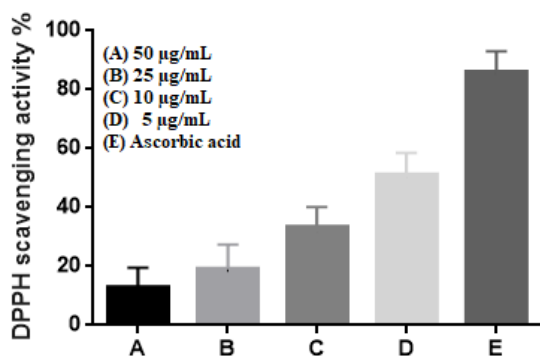 DPPH scavenging activity %
100
80
60
40
20
0
(A) 50 µg/mL
(B) 25 µg/mL
(C) 10 µg/mL
(D) 5 µg/mL
(E) Ascorbic acid
A B C D E